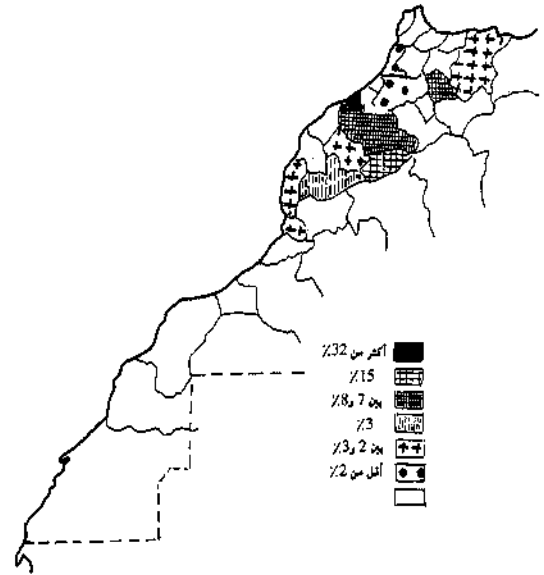 أكثر من 32٪
15٪
بين 7 و8٪
3٪
بين 2 و3٪
أقل من 2٪